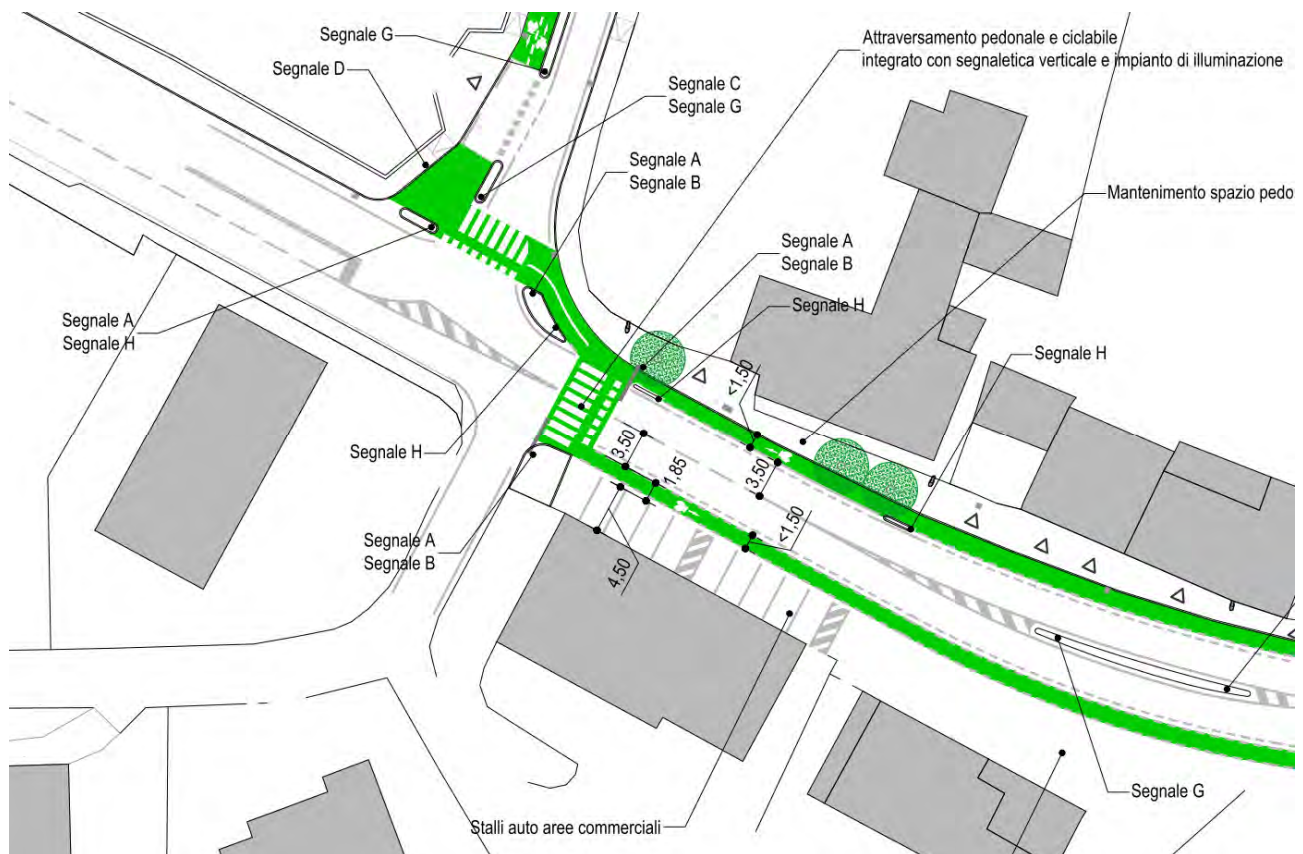 Segnale G
Attraversamento pedonale e ciclabile
integrato con segnaletica verticale e impianto di illuminazione
Segnale D
Segnale C
Segnale G
Segnale A
Segnale B
Mantenimento spazio pedo
Segnale A
Segnale B
Segnale H
Segnale A
Segnale H
Segnale H
<1,50
Segnale H
3,50
1,85
3,50
<1,50
Segnale A
Segnale B
4,50
Segnale G
Stalli auto aree commerciali